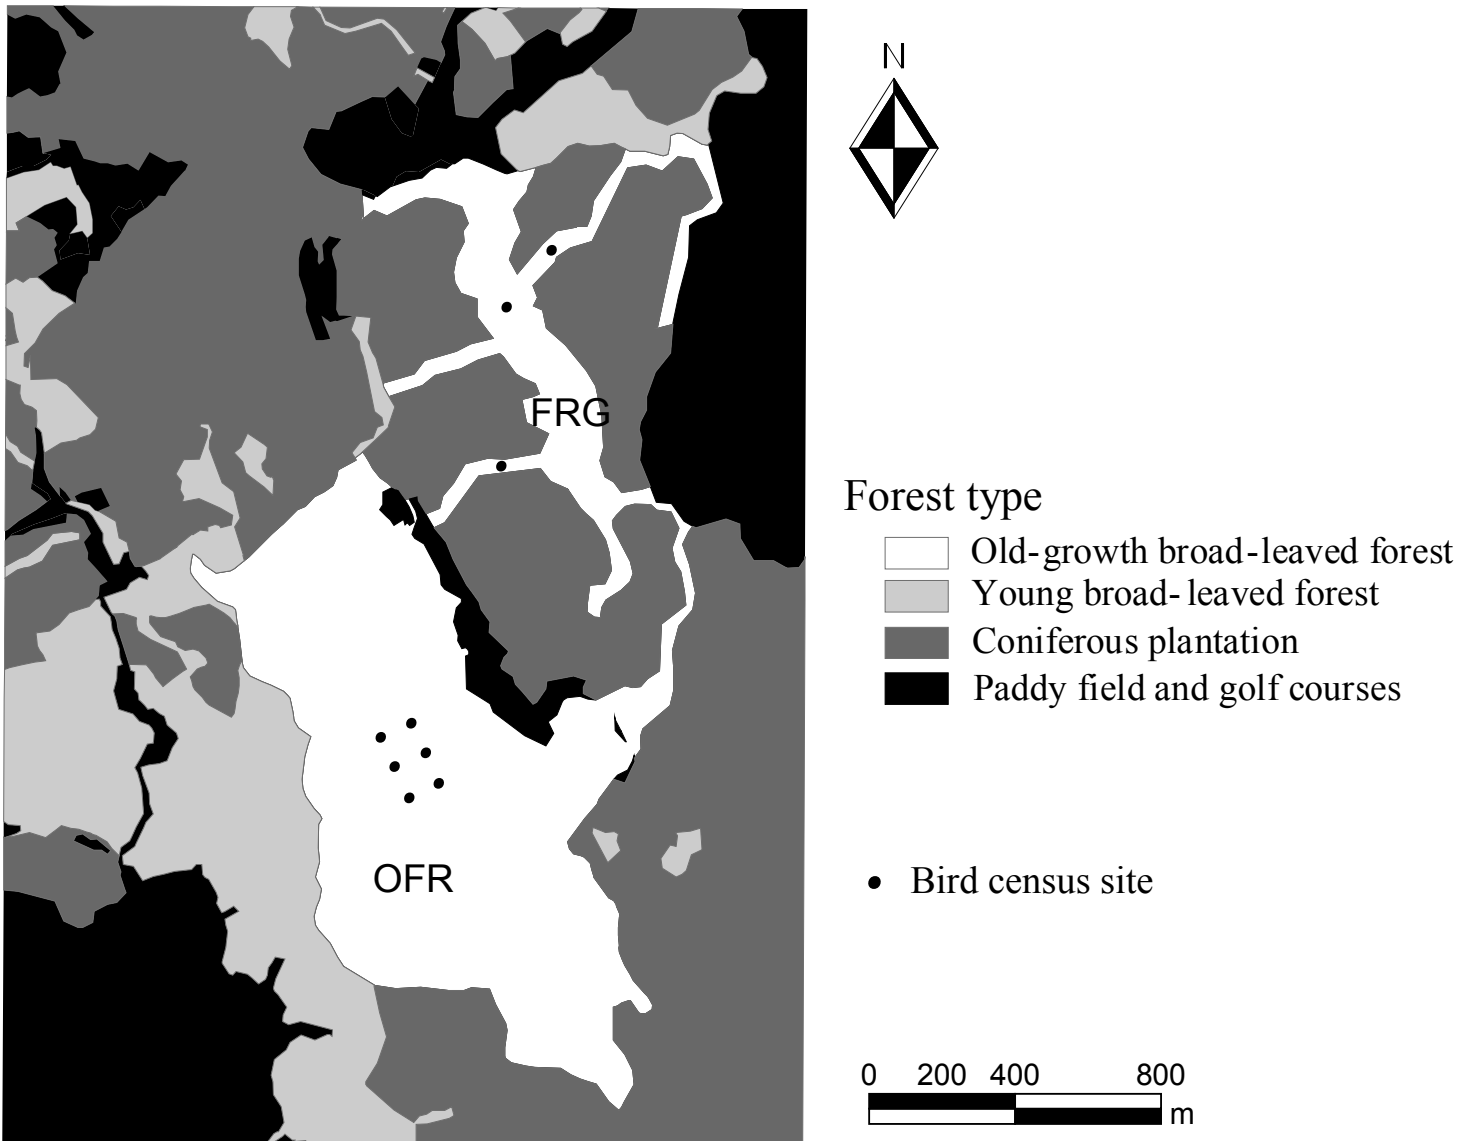 N
FRG
Forest type
Old-growth broad-leaved forest
Young broad-leaved forest
Coniferous plantation
Paddy field and golf courses
OFR
Bird census site
0 200 400 800
m